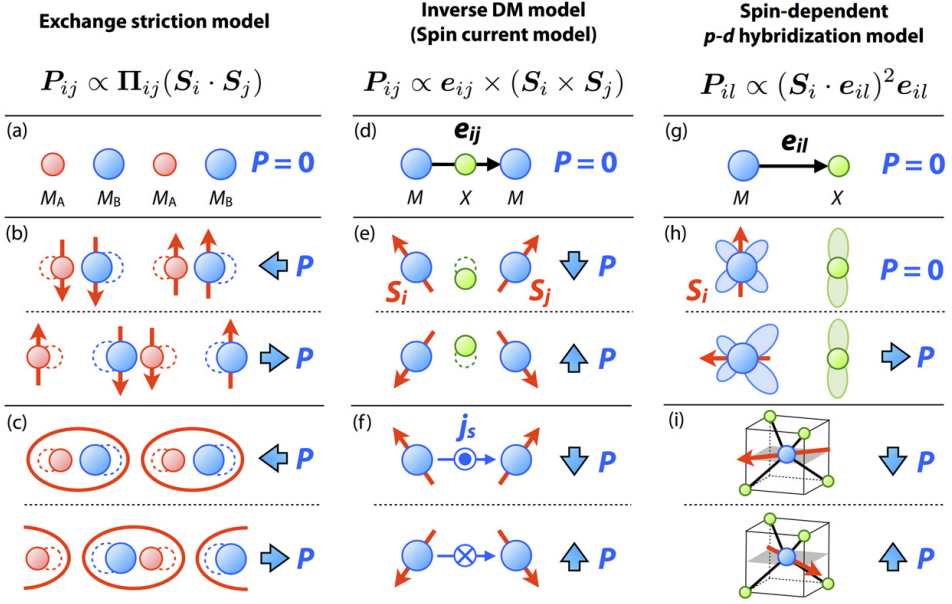 Exchange striction model
P_ij ∝ Π_ij(S_i · S_j)
(a)
P = 0
M_A M_B M_A M_B
(b)
P
P
(c)
P
P
Inverse DM model
(Spin current model)
P_ij ∝ e_ij × (S_i × S_j)
(d)
e_ij
P = 0
M X M
(e)
S_i S_j
P
P
(f)
j_s
P
P
Spin-dependent
p-d hybridization model
P_il ∝ (S_i · e_il)²e_il
(g)
e_il
P = 0
M X
(h)
S_i
P = 0
P
(i)
P
P